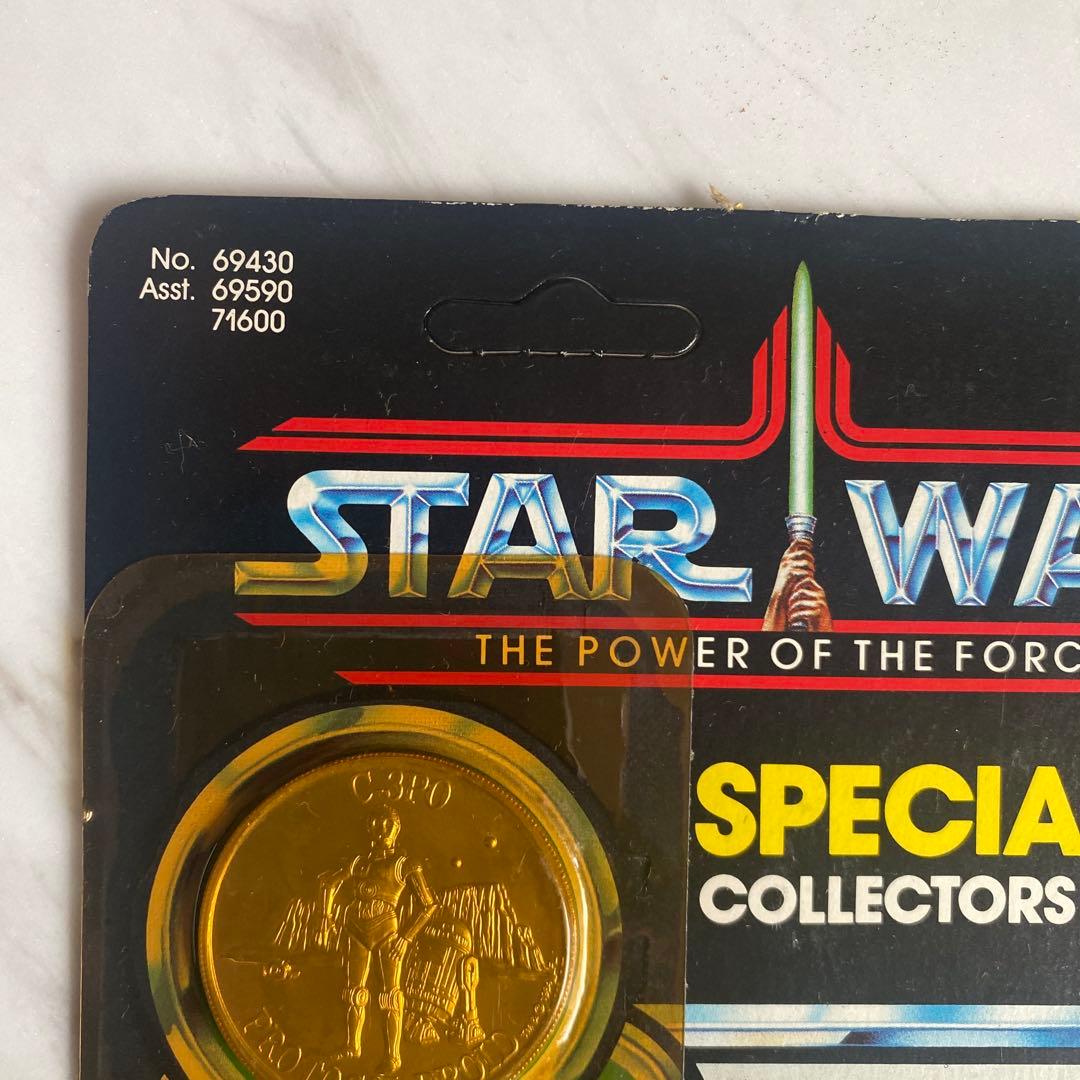 No. 69430
Asst. 69590
71600
STAR WA
THE POWER OF THE FORC
SPECIA
COLLECTORS
C-3PO